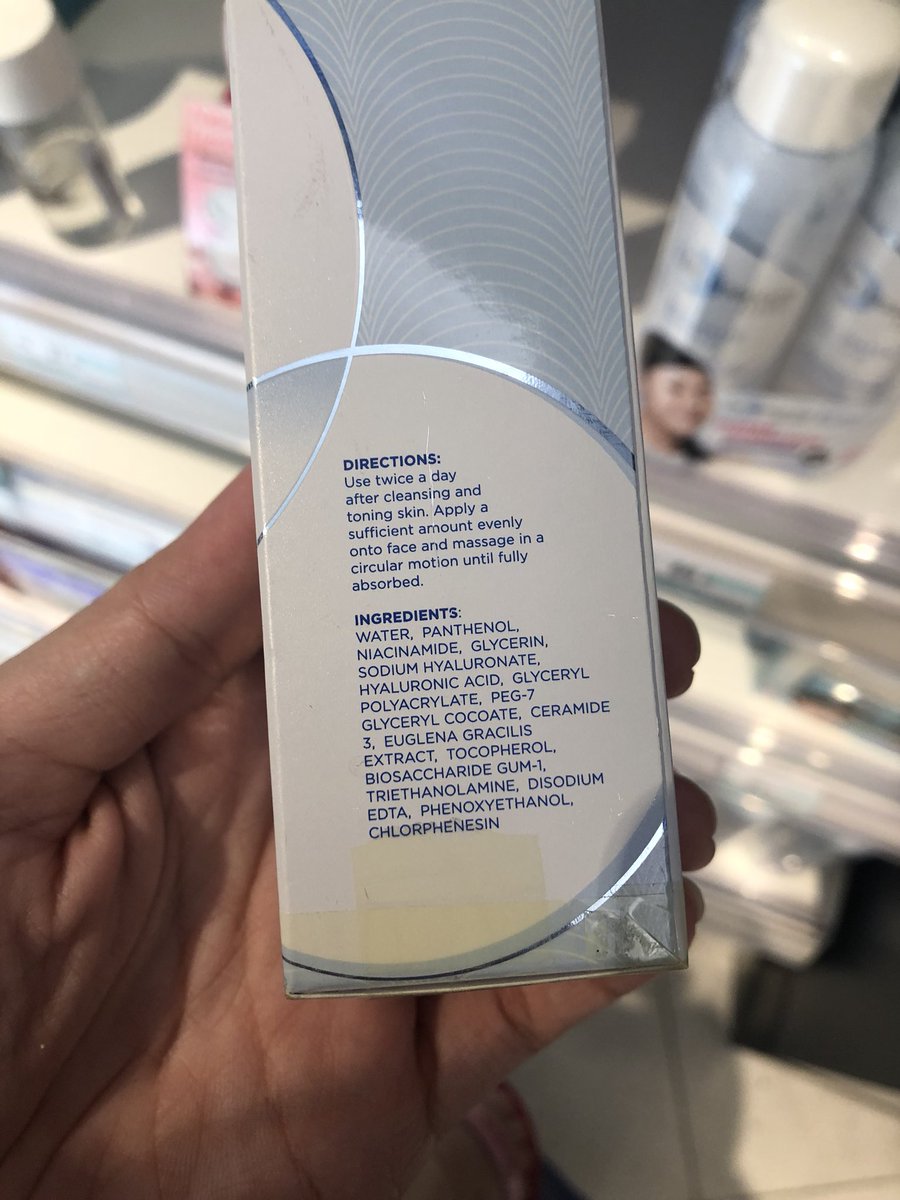 DIRECTIONS:
Use twice a day
after cleansing and
toning skin. Apply a
sufficient amount evenly
onto face and massage in a
circular motion until fully
absorbed.
INGREDIENTS:
WATER, PANTHENOL,
NIACINAMIDE, GLYCERIN,
SODIUM HYALURONATE,
HYALURONIC ACID, GLYCERYL
POLYACRYLATE, PEG-7
GLYCERYL COCOATE, CERAMIDE
3, EUGLENA GRACILIS
EXTRACT, TOCOPHEROL,
BIOSACCHARIDE GUM-1,
TRIETHANOLAMINE, DISODIUM
EDTA, PHENOXYETHANOL,
CHLORPHENESIN